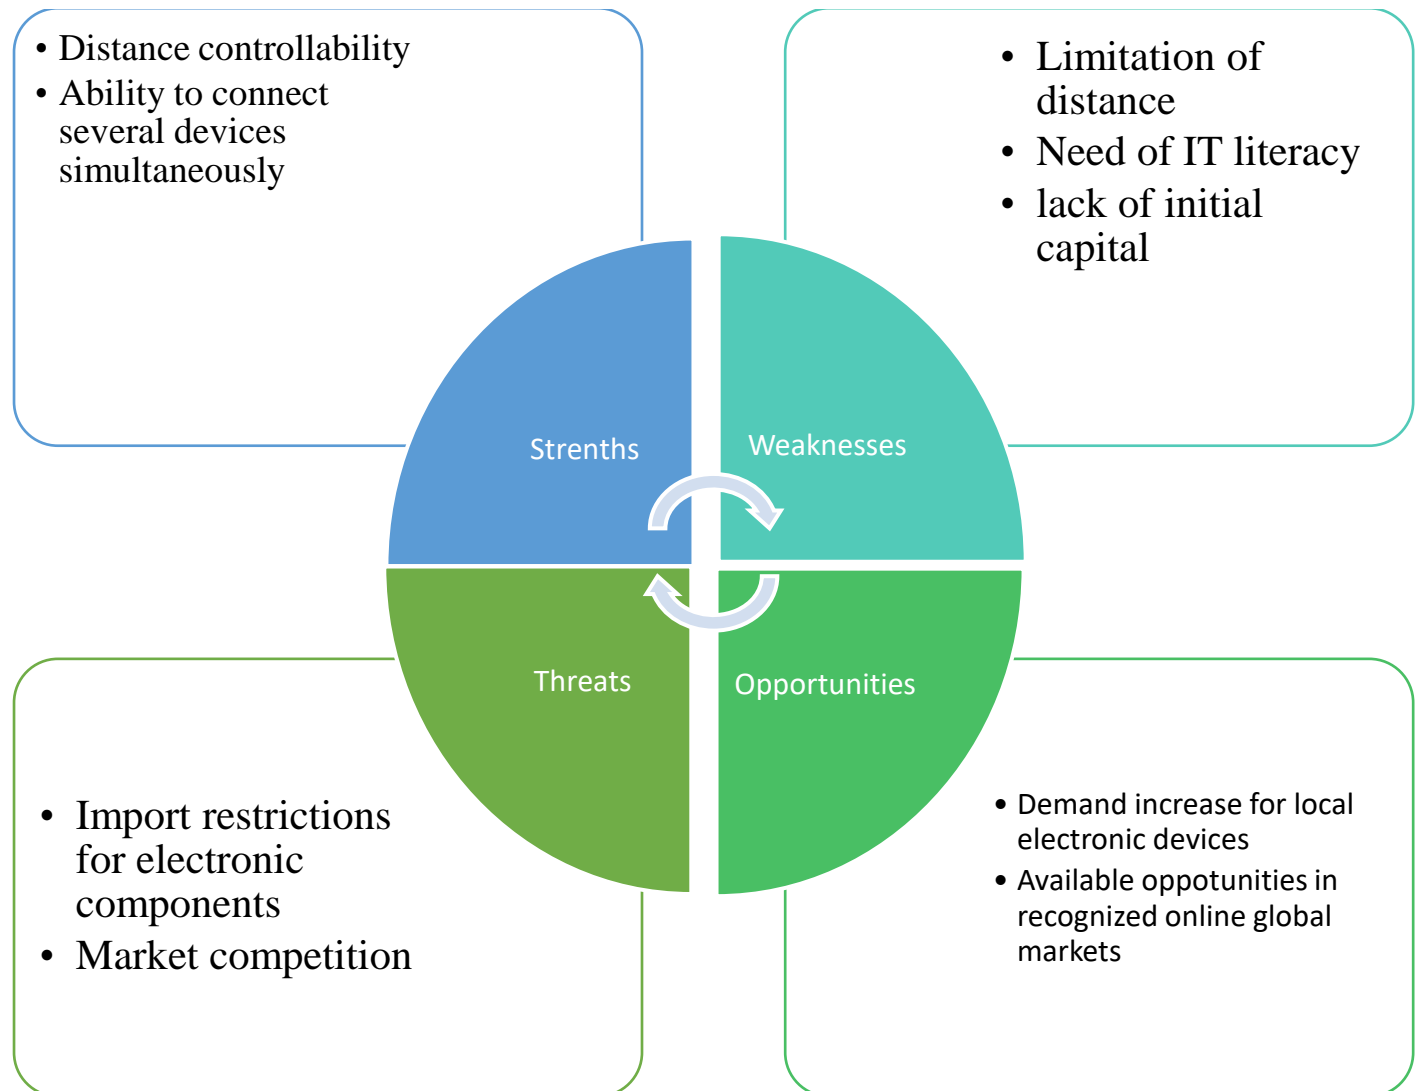 • Distance controllability
• Ability to connect
several devices
simultaneously
• Limitation of
distance
• Need of IT literacy
• lack of initial
capital
Strenths
Weaknesses
Threats
Opportunities
• Import restrictions
for electronic
components
• Market competition
• Demand increase for local
electronic devices
• Available oppotunities in
recognized online global
markets